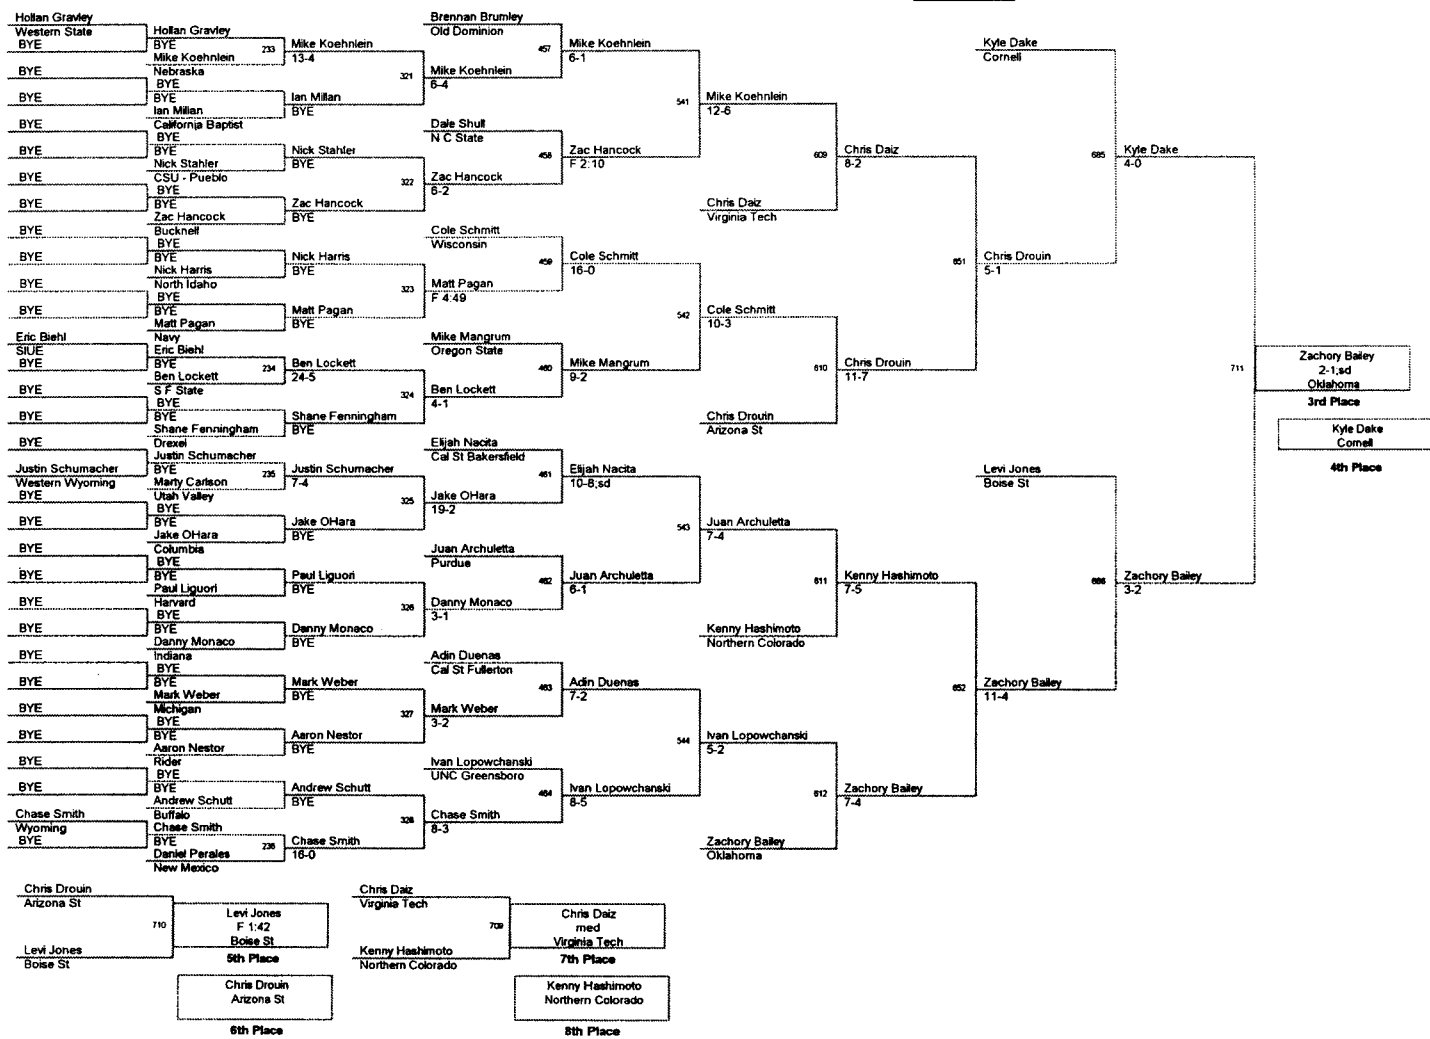 Hollan Gravley
Western State
BYE
BYE
BYE
BYE
BYE
BYE
BYE
BYE
BYE
BYE
BYE
Eric Biehl
SIUE
BYE
BYE
BYE
BYE
Justin Schumacher
Western Wyoming
BYE
BYE
BYE
BYE
BYE
BYE
BYE
BYE
BYE
BYE
BYE
BYE
Chase Smith
Wyoming
BYE
Hollan Gravley
BYE
233
Mike Koehnlein
Nebraska
BYE
BYE
Ian Millan
California Baptist
BYE
BYE
Nick Stahler
CSU - Pueblo
BYE
BYE
Zac Hancock
Bucknell
BYE
BYE
Nick Harris
North Idaho
BYE
BYE
Matt Pagan
Navy
Eric Biehl
BYE
234
Ben Lockett
S F State
BYE
BYE
Shane Fenningham
Drexel
Justin Schumacher
BYE
235
Marty Carlson
Utah Valley
BYE
BYE
Jake OHara
Columbia
BYE
BYE
Paul Liguori
Harvard
BYE
BYE
Danny Monaco
Indiana
BYE
BYE
Mark Weber
Michigan
BYE
BYE
Aaron Nestor
Rider
BYE
BYE
Andrew Schutt
Buffalo
Chase Smith
BYE
236
Daniel Perales
New Mexico
Mike Koehnlein
13-4
321
Ian Millan
BYE
Nick Stahler
BYE
322
Zac Hancock
BYE
Nick Harris
BYE
323
Matt Pagan
BYE
Ben Lockett
24-5
324
Shane Fenningham
BYE
Justin Schumacher
7-4
325
Jake OHara
BYE
Paul Liguori
BYE
326
Danny Monaco
BYE
Mark Weber
BYE
327
Aaron Nestor
BYE
Andrew Schutt
BYE
328
Chase Smith
16-0
Brennan Brumley
Old Dominion
457
Mike Koehnlein
6-4
Dale Shull
N C State
458
Zac Hancock
6-2
Cole Schmitt
Wisconsin
459
Matt Pagan
F 4:49
Mike Mangrum
Oregon State
460
Ben Lockett
4-1
Elijah Nacita
Cal St Bakersfield
461
Jake OHara
19-2
Juan Archuletta
Purdue
462
Danny Monaco
3-1
Adin Duenas
Cal St Fullerton
463
Mark Weber
3-2
Ivan Lopowchanski
UNC Greensboro
464
Chase Smith
8-3
Mike Koehnlein
6-1
541
Zac Hancock
F 2:10
Cole Schmitt
16-0
542
Mike Mangrum
9-2
Elijah Nacita
10-8;sd
543
Juan Archuletta
6-1
Adin Duenas
7-2
544
Ivan Lopowchanski
8-5
Mike Koehnlein
12-6
609
Chris Daiz
Virginia Tech
Cole Schmitt
10-3
610
Chris Drouin
Arizona St
Juan Archuletta
7-4
611
Kenny Hashimoto
Northern Colorado
Ivan Lopowchanski
5-2
612
Zachory Bailey
Oklahoma
Chris Daiz
8-2
651
Chris Drouin
11-7
Kenny Hashimoto
7-5
652
Zachory Bailey
7-4
Kyle Dake
Cornell
685
Chris Drouin
5-1
Levi Jones
Boise St
686
Zachory Bailey
11-4
Kyle Dake
4-0
711
Zachory Bailey
3-2
Zachory Bailey
2-1;sd
Oklahoma
3rd Place
Kyle Dake
Cornell
4th Place
Chris Drouin
Arizona St
710
Levi Jones
Boise St
Levi Jones
F 1:42
Boise St
5th Place
Chris Drouin
Arizona St
6th Place
Chris Daiz
Virginia Tech
709
Kenny Hashimoto
Northern Colorado
Chris Daiz
med
Virginia Tech
7th Place
Kenny Hashimoto
Northern Colorado
8th Place